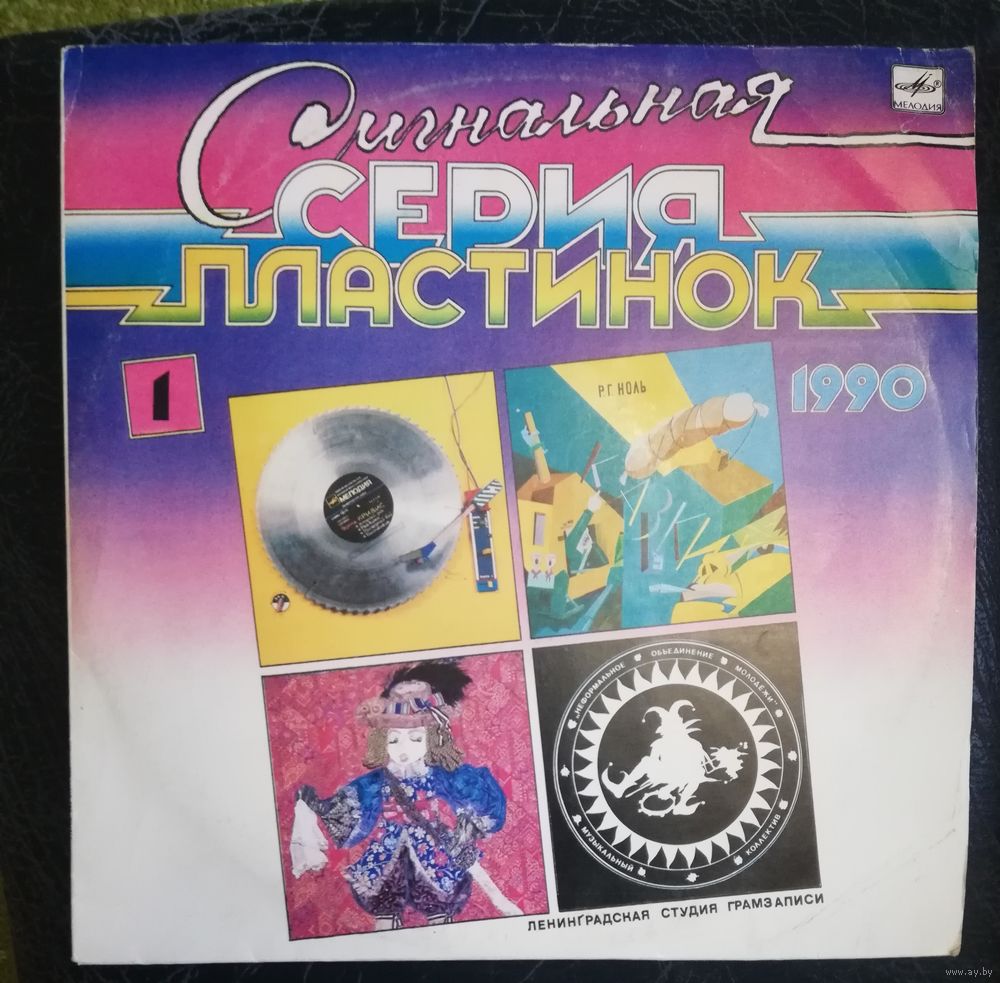 Сигнальная
МЕЛОДИЯ
СЕРИЯ
ПЛАСТИНОК
1
1990
МЕЛОДИЯ
Р.Г. НОЛЬ
"НЕФОРМАЛЬНОЕ ОБЪЕДИНЕНИЕ МОЛОДЕЖИ"
МУЗЫКАЛЬНЫЙ КОЛЛЕКТИВ
ЛЕНИНГРАДСКАЯ СТУДИЯ ГРАМЗАПИСИ
www.ay.by